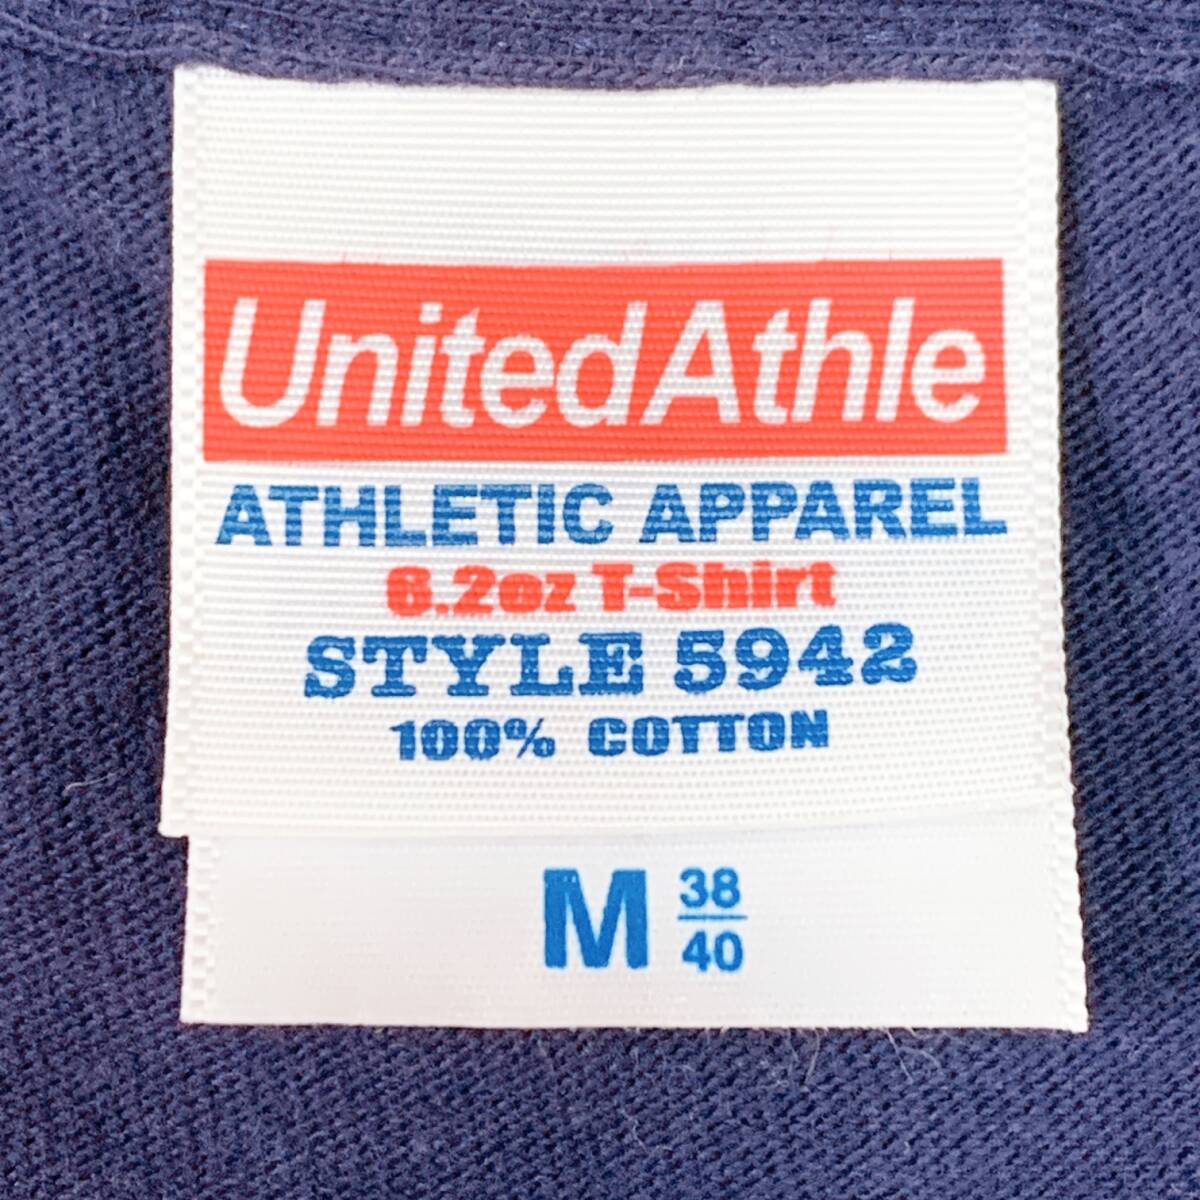 UnitedAthle
ATHLETIC APPAREL
6.2oz T-Shirt
STYLE 5942
100% COTTON
M 38/40